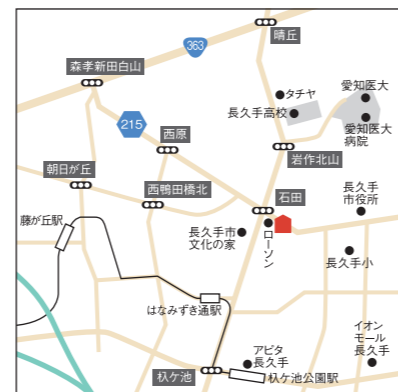 晴丘
363
森孝新田白山
タチヤ
愛知医大
長久手高校
215
愛知医大
病院
西原
岩作北山
朝日が丘
西鴨田橋北
石田
長久手
市役所
藤が丘駅
長久手市
文化の家
ローソン
長久手小
はなみずき通駅
イオン
モール
長久手
アピタ
長久手
杁ケ池
杁ケ池公園駅